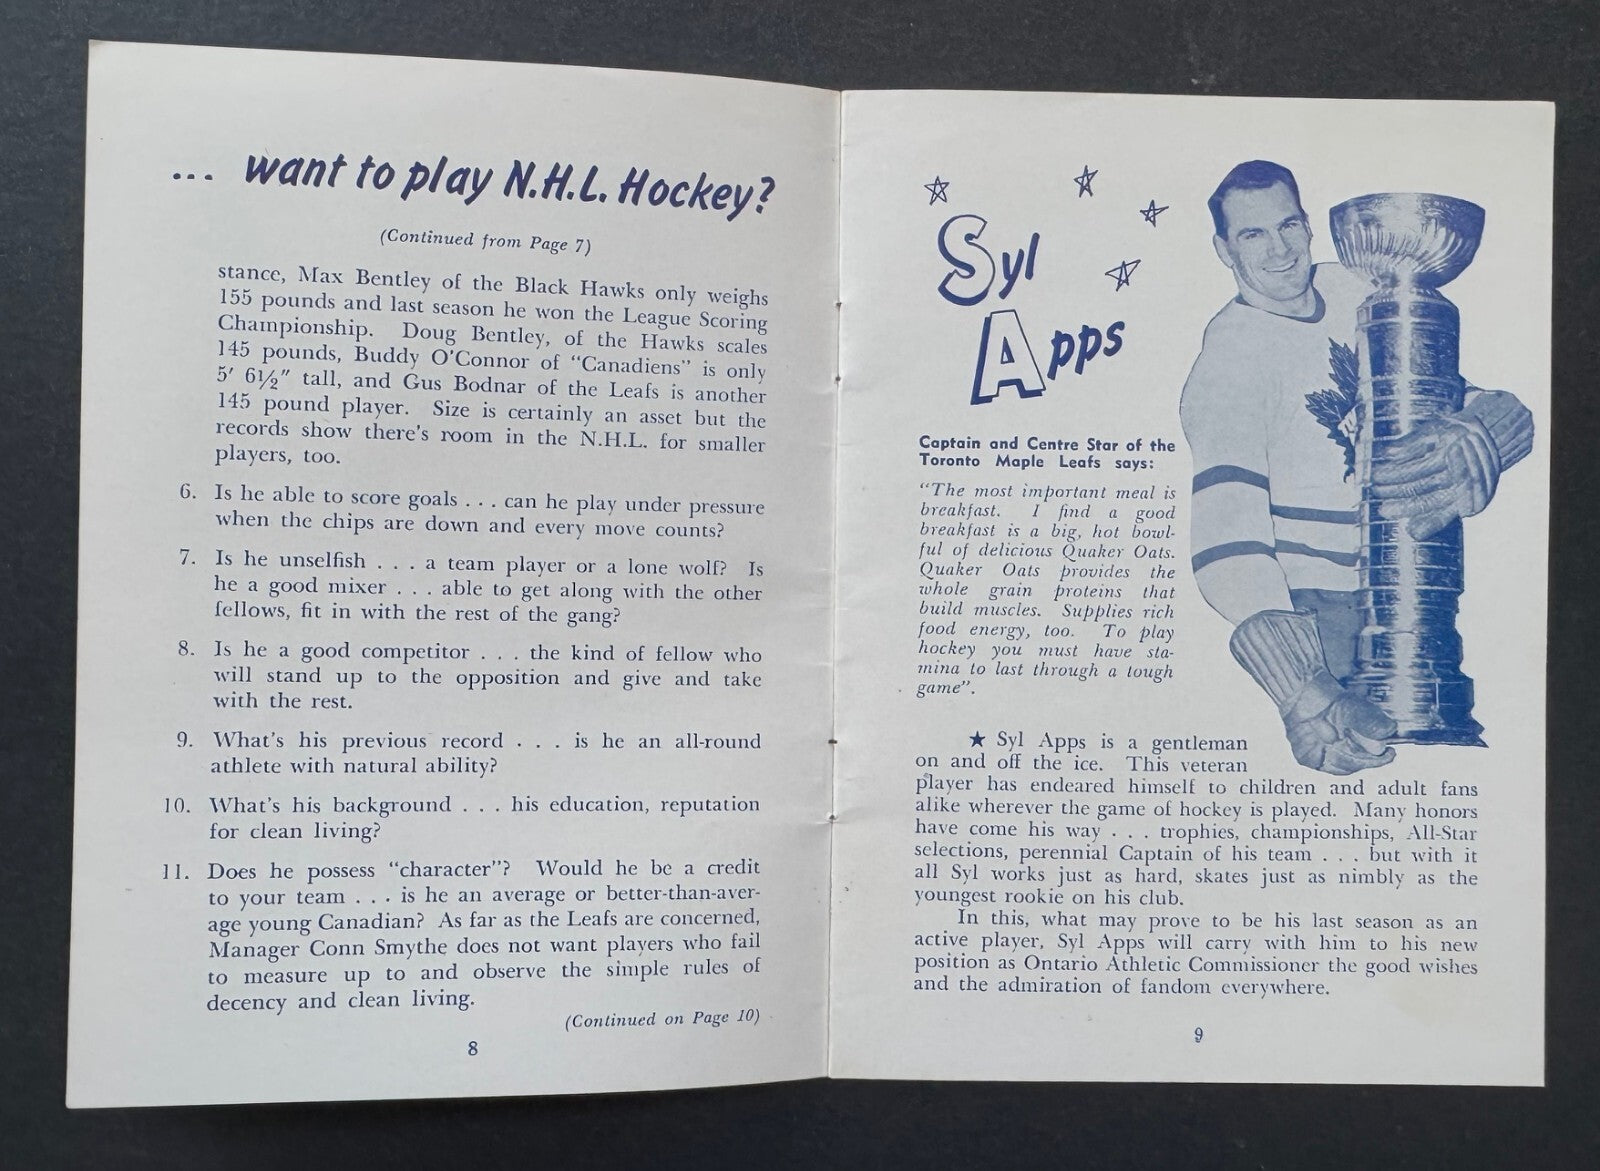 ... want to play N.H.L. Hockey?
(Continued from Page 7)
stance, Max Bentley of the Black Hawks only weighs
155 pounds and last season he won the League Scoring
Championship. Doug Bentley, of the Hawks scales
145 pounds, Buddy O'Connor of "Canadiens" is only
5' 6½" tall, and Gus Bodnar of the Leafs is another
145 pound player. Size is certainly an asset but the
records show there's room in the N.H.L. for smaller
players, too.
6. Is he able to score goals . . . can he play under pressure
when the chips are down and every move counts?
7. Is he unselfish . . . a team player or a lone wolf? Is
he a good mixer . . . able to get along with the other
fellows, fit in with the rest of the gang?
8. Is he a good competitor . . . the kind of fellow who
will stand up to the opposition and give and take
with the rest.
9. What's his previous record . . . is he an all-round
athlete with natural ability?
10. What's his background . . . his education, reputation
for clean living?
11. Does he possess "character"? Would he be a credit
to your team . . . is he an average or better-than-aver-
age young Canadian? As far as the Leafs are concerned,
Manager Conn Smythe does not want players who fail
to measure up to and observe the simple rules of
decency and clean living.
(Continued on Page 10)
8
Syl
Apps
Captain and Centre Star of the
Toronto Maple Leafs says:
"The most important meal is
breakfast. I find a good
breakfast is a big, hot bowl-
ful of delicious Quaker Oats.
Quaker Oats provides the
whole grain proteins that
build muscles. Supplies rich
food energy, too. To play
hockey you must have sta-
mina to last through a tough
game".
★ Syl Apps is a gentleman
on and off the ice. This veteran
player has endeared himself to children and adult fans
alike wherever the game of hockey is played. Many honors
have come his way . . . trophies, championships, All-Star
selections, perennial Captain of his team . . . but with it
all Syl works just as hard, skates just as nimbly as the
youngest rookie on his club.
In this, what may prove to be his last season as an
active player, Syl Apps will carry with him to his new
position as Ontario Athletic Commissioner the good wishes
and the admiration of fandom everywhere.
9